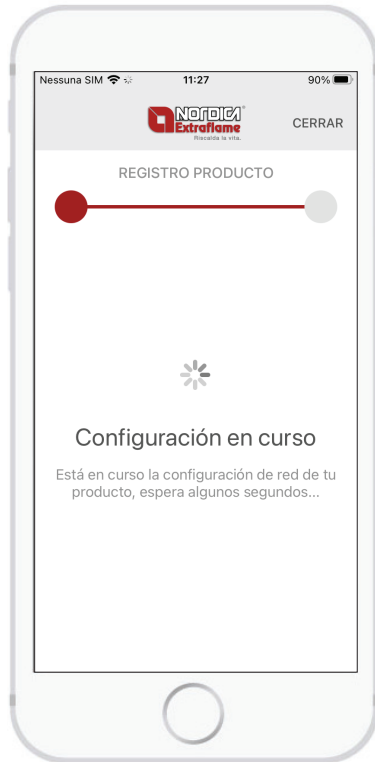 Nessuna SIM 11:27 90%
NORDICA
Extraflame
Riscalda la vita.
CERRAR
REGISTRO PRODUCTO
Configuración en curso
Está en curso la configuración de red de tu
producto, espera algunos segundos...